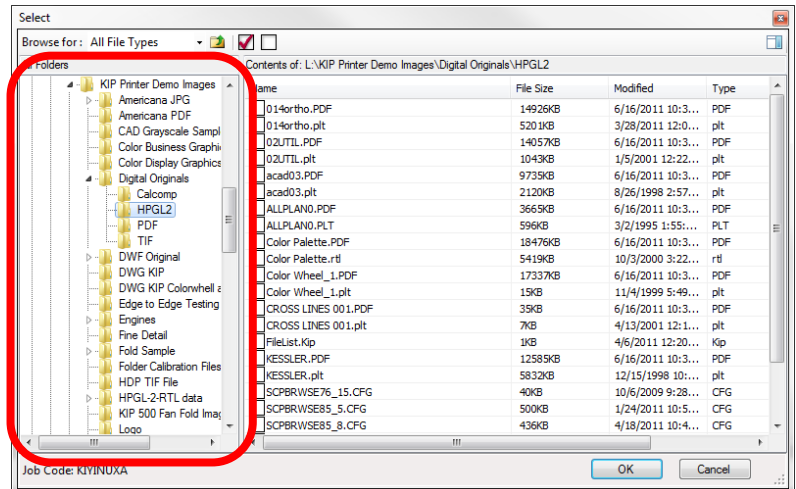 Select
Browse for : All File Types
Folders
Contents of: L:\KIP Printer Demo Images\Digital Originals\HPGL2
KIP Printer Demo Images
Americana JPG
Americana PDF
CAD Grayscale Sampl
Color Business Graphi
Color Display Graphics
Digital Originals
Calcomp
HPGL2
PDF
TIF
DWF Original
DWG KIP
DWG KIP Colorwhell a
Edge to Edge Testing
Engines
Fine Detail
Fold Sample
Folder Calibration Files
HDP TIF File
HPGL-2-RTL data
KIP 500 Fan Fold Imag
Logo
Name File Size Modified Type
014ortho.PDF 14926KB 6/16/2011 10:3... PDF
014ortho.plt 5201KB 3/28/2011 12:0... plt
02UTIL.PDF 14057KB 6/16/2011 10:3... PDF
02UTIL.plt 1043KB 1/5/2001 12:22... plt
acad03.PDF 9735KB 6/16/2011 10:3... PDF
acad03.plt 2120KB 8/26/1998 2:57... plt
ALLPLAN0.PDF 3665KB 6/16/2011 10:3... PDF
ALLPLAN0.PLT 596KB 3/2/1995 1:55:... PLT
Color Palette.PDF 18476KB 6/16/2011 10:3... PDF
Color Palette.rtl 5419KB 10/3/2000 3:22... rtl
Color Wheel_1.PDF 17337KB 6/16/2011 10:3... PDF
Color Wheel_1.plt 15KB 11/4/1999 5:49... plt
CROSS LINES 001.PDF 35KB 6/16/2011 10:3... PDF
CROSS LINES 001.plt 7KB 4/13/2001 12:1... plt
FileList.Kip 1KB 4/6/2011 12:20... Kip
KESSLER.PDF 12585KB 6/16/2011 10:3... PDF
KESSLER.plt 5832KB 12/15/1998 10:... plt
SCPBRWSE76_15.CFG 40KB 10/6/2009 9:28... CFG
SCPBRWSE85_5.CFG 500KB 1/24/2011 10:5... CFG
SCPBRWSE85_8.CFG 436KB 4/18/2011 10:4... CFG
Job Code: KIYINUXA
OK Cancel